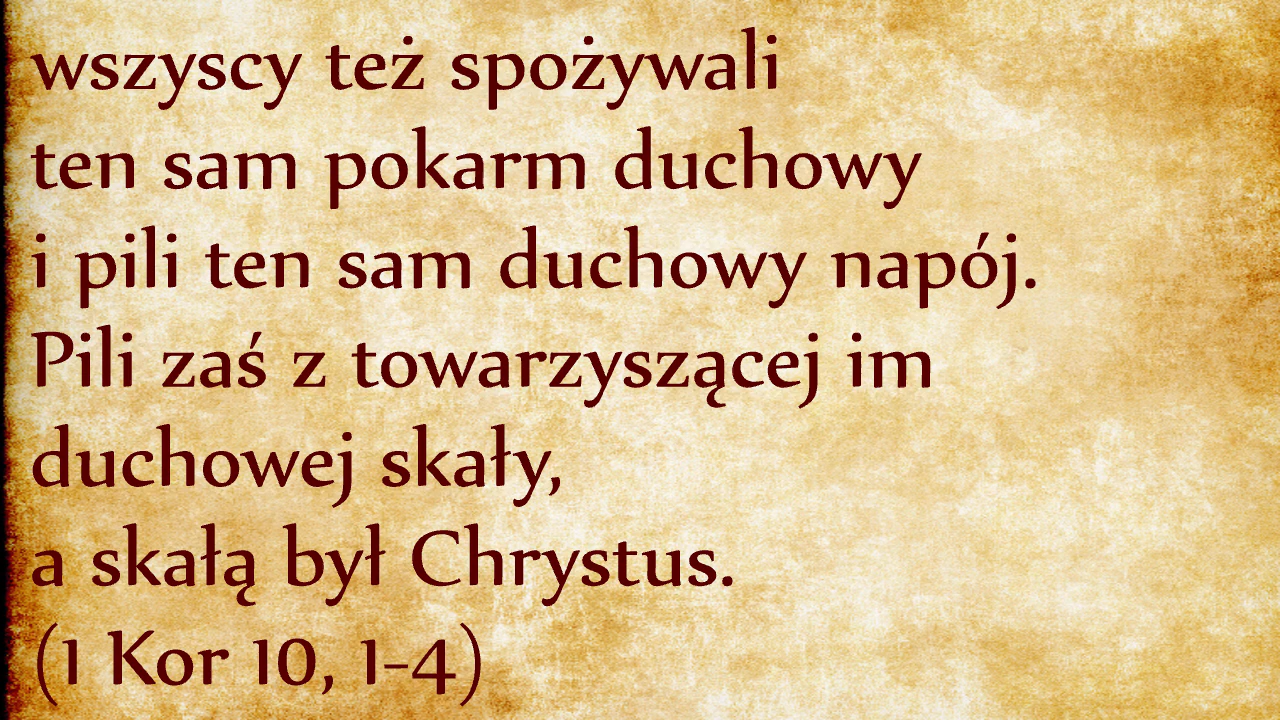 wszyscy też spożywali
ten sam pokarm duchowy
i pili ten sam duchowy napój.
Pili zaś z towarzyszącej im
duchowej skały,
a skałą był Chrystus.
(1 Kor 10, 1-4)